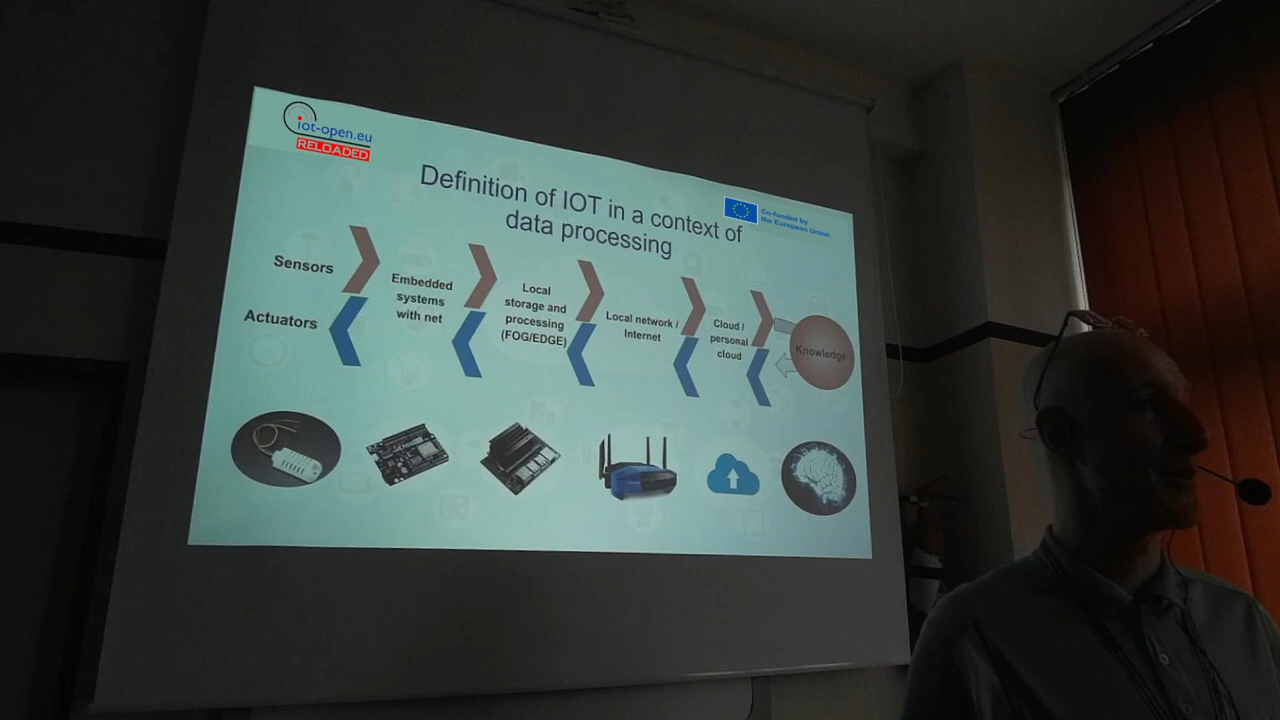 iot-open.eu
RELOADED
Definition of IOT in a context of
data processing
Co-funded by
the European Union
Sensors
Actuators
Embedded
systems
with net
Local
storage and
processing
(FOG/EDGE)
Local network /
Internet
Cloud /
personal
cloud
Knowledge